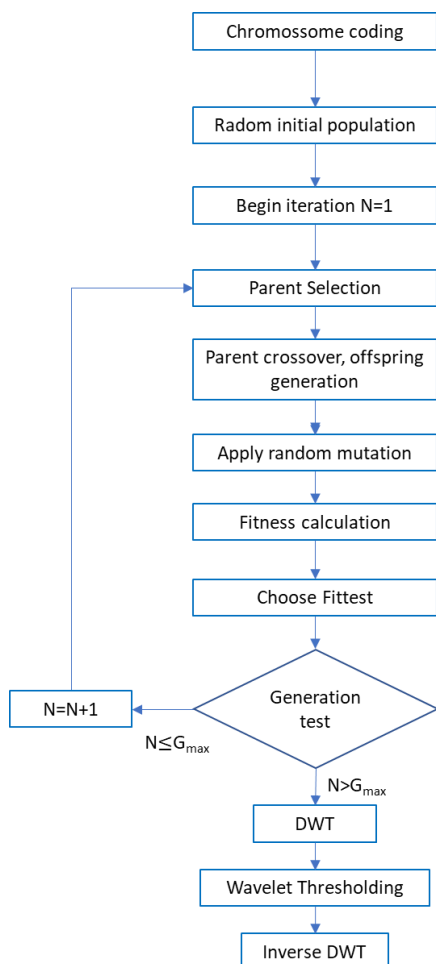 Chromossome coding
Radom initial population
Begin iteration N=1
Parent Selection
Parent crossover, offspring
generation
Apply random mutation
Fitness calculation
Choose Fittest
Generation
test
N=N+1
N≤Gmax
N>Gmax
DWT
Wavelet Thresholding
Inverse DWT